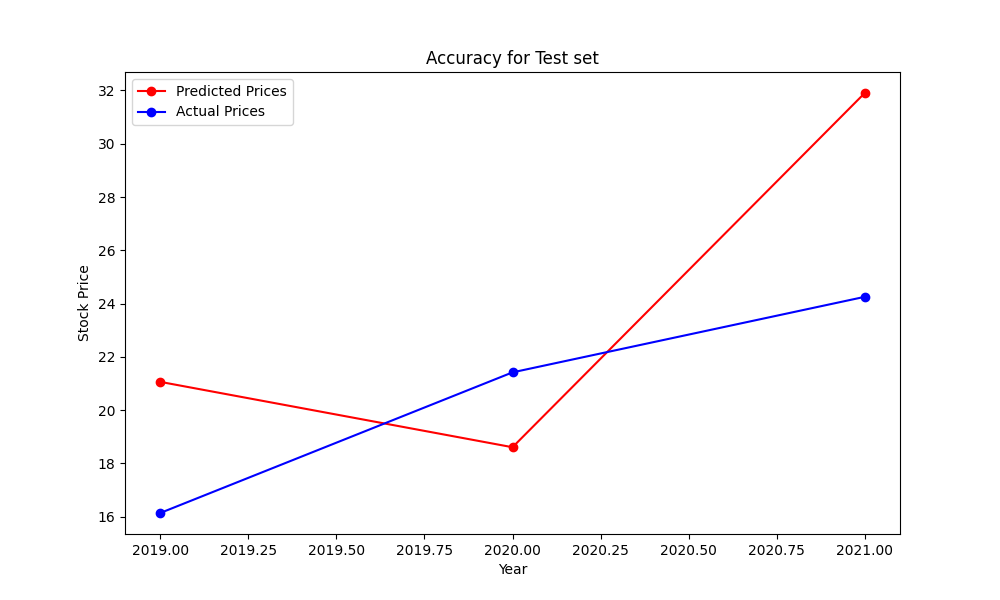 Accuracy for Test set
Predicted Prices
Actual Prices
Stock Price
32
30
28
26
24
22
20
18
16
2019.00 2019.25 2019.50 2019.75 2020.00 2020.25 2020.50 2020.75 2021.00
Year